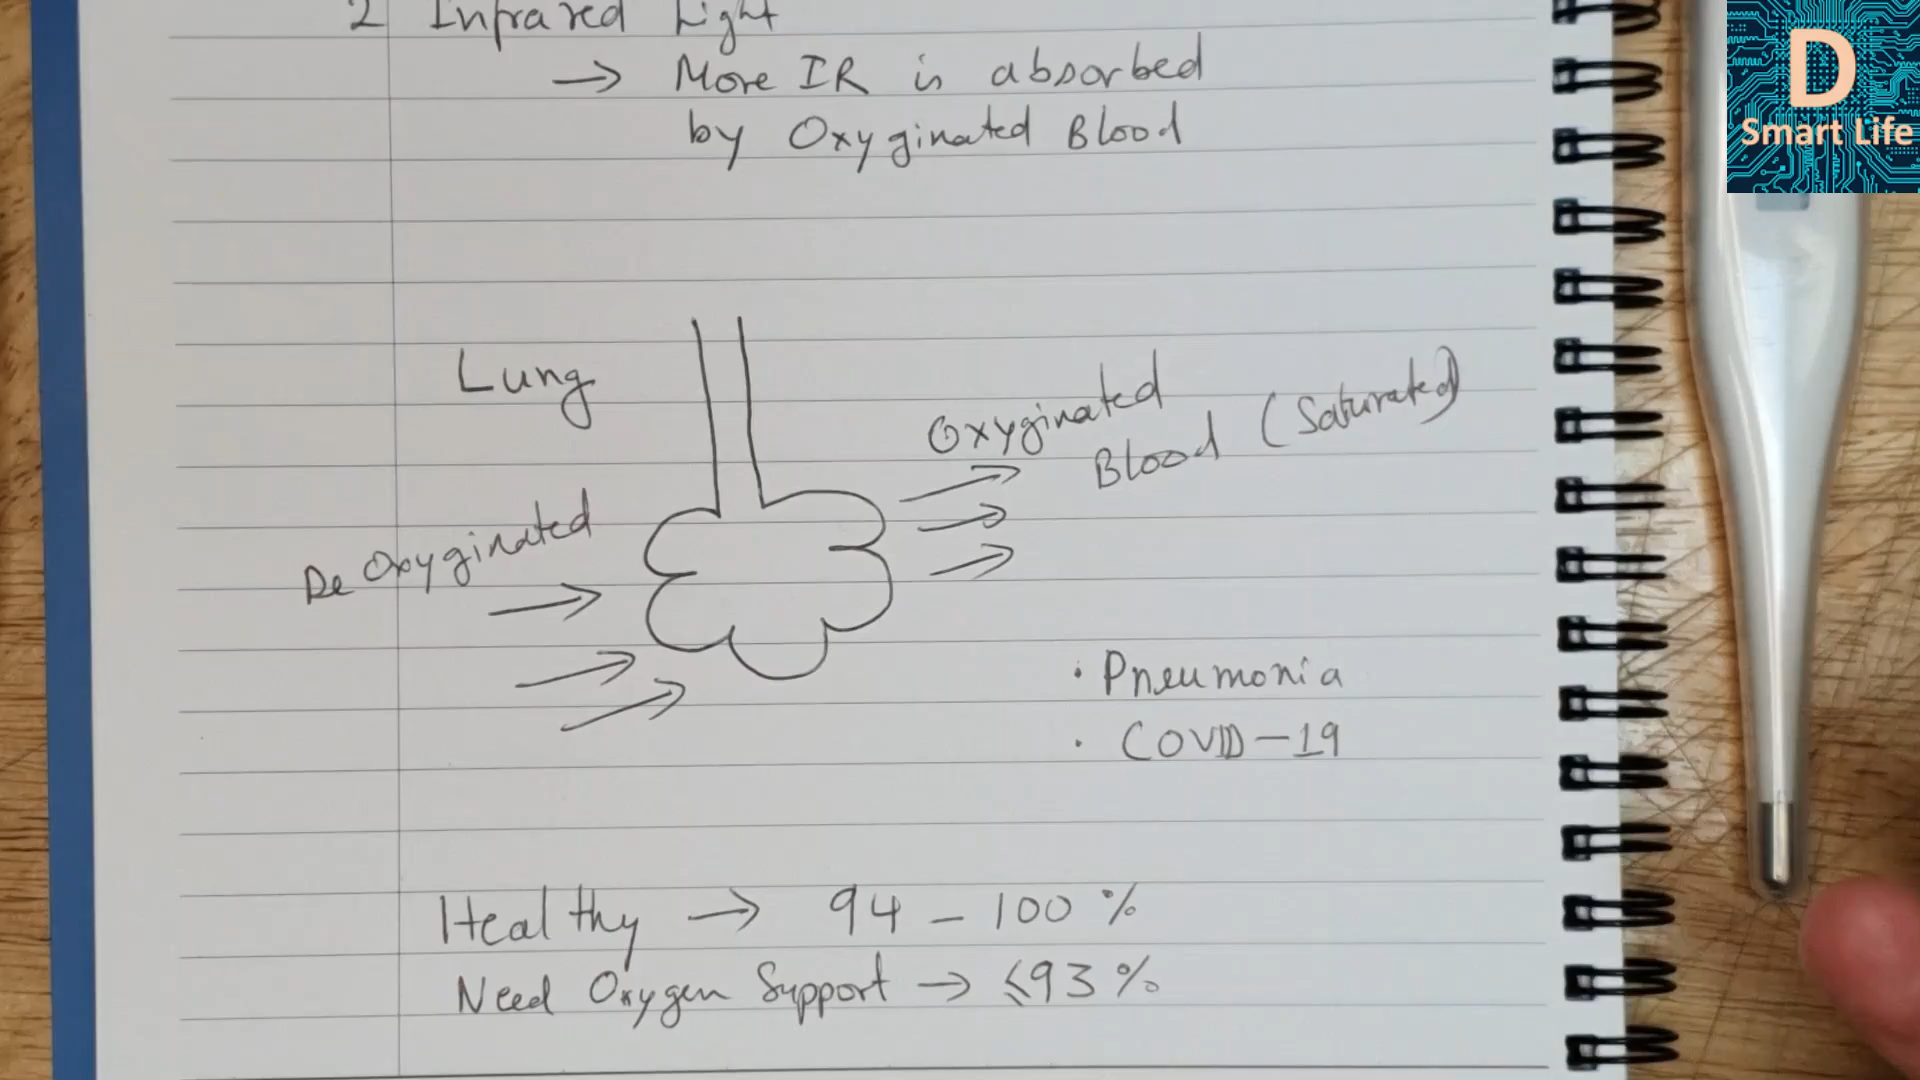 2 Infrared Light
→ More IR is absorbed
by Oxyginated Blood
D
Smart Life
Lung
Oxyginated
Blood (Saturated)
De Oxyginated
• Pneumonia
• COVID-19
Healthy → 94 - 100 %
Need Oxygen Support → ≤93 %